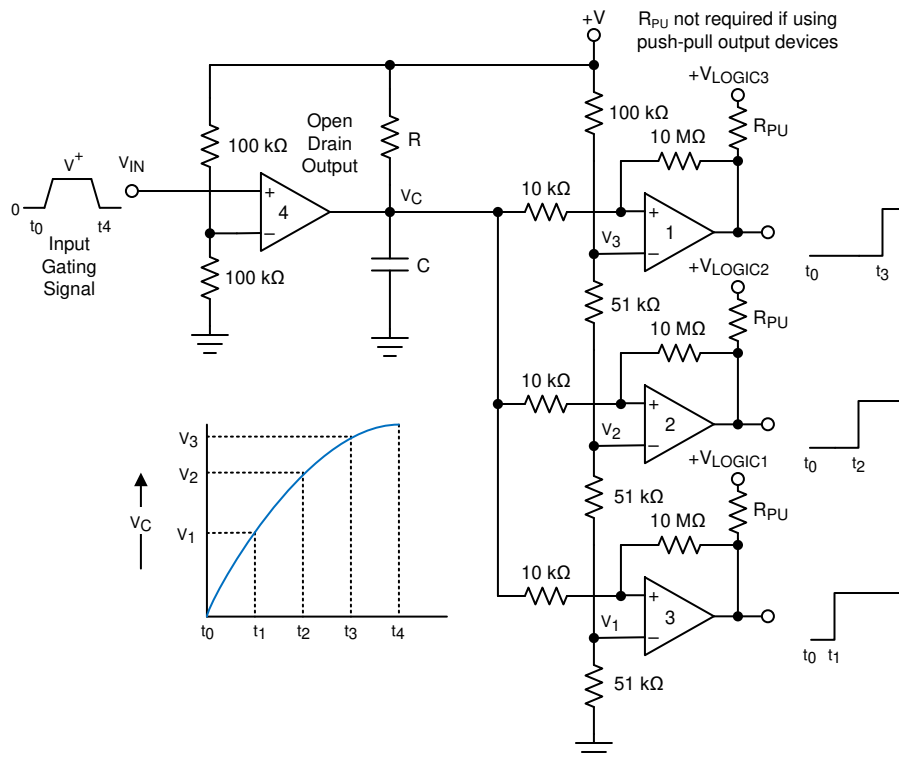 +V
RPU not required if using
push-pull output devices
+VLOGIC3
100 kΩ
Open
Drain
Output
R
100 kΩ
10 MΩ
RPU
V+
VIN
VC
10 kΩ
+
4
−
+
1
−
0
t0
t4
Input
Gating
Signal
100 kΩ
C
V3
t0
t3
+VLOGIC2
51 kΩ
10 MΩ
RPU
10 kΩ
+
2
−
V2
t0
t2
+VLOGIC1
51 kΩ
10 MΩ
RPU
10 kΩ
+
3
−
V1
t0
t1
51 kΩ
V3
V2
VC
V1
t0
t1
t2
t3
t4